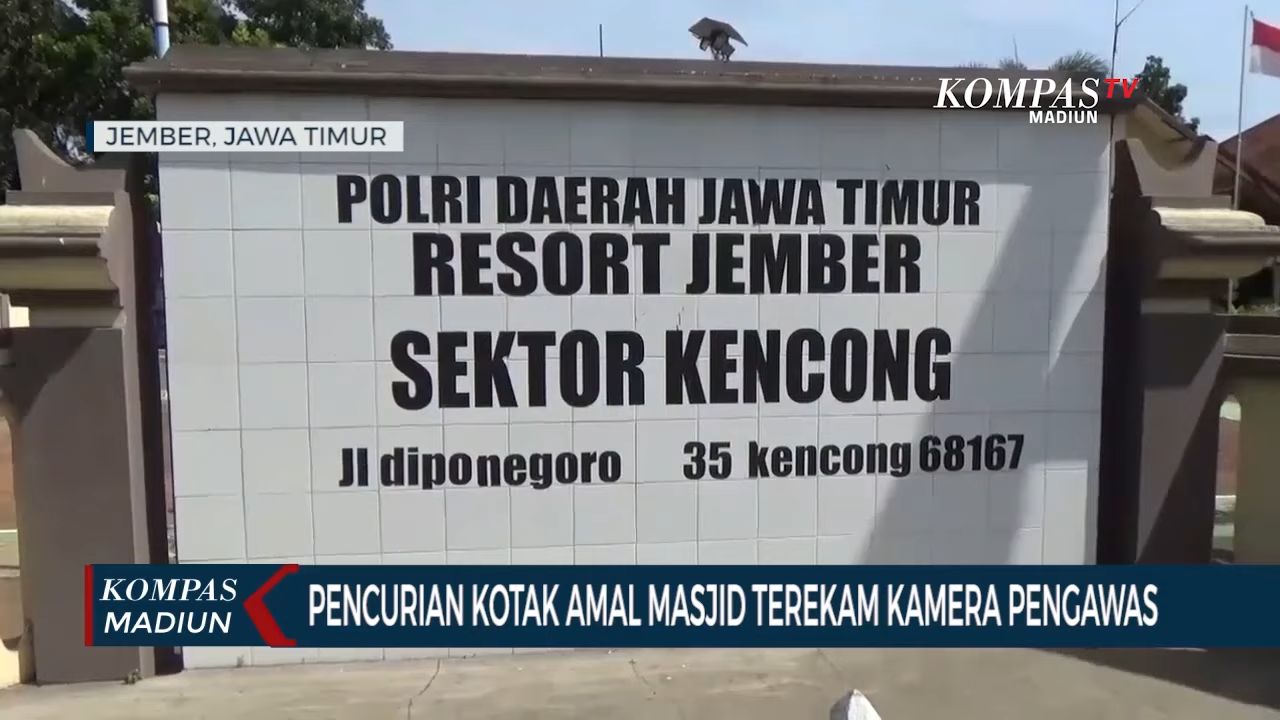 KOMPAS TV
MADIUN
JEMBER, JAWA TIMUR
POLRI DAERAH JAWA TIMUR
RESORT JEMBER
SEKTOR KENCONG
Jl diponegoro 35 kencong 68167
KOMPAS
MADIUN
PENCURIAN KOTAK AMAL MASJID TEREKAM KAMERA PENGAWAS